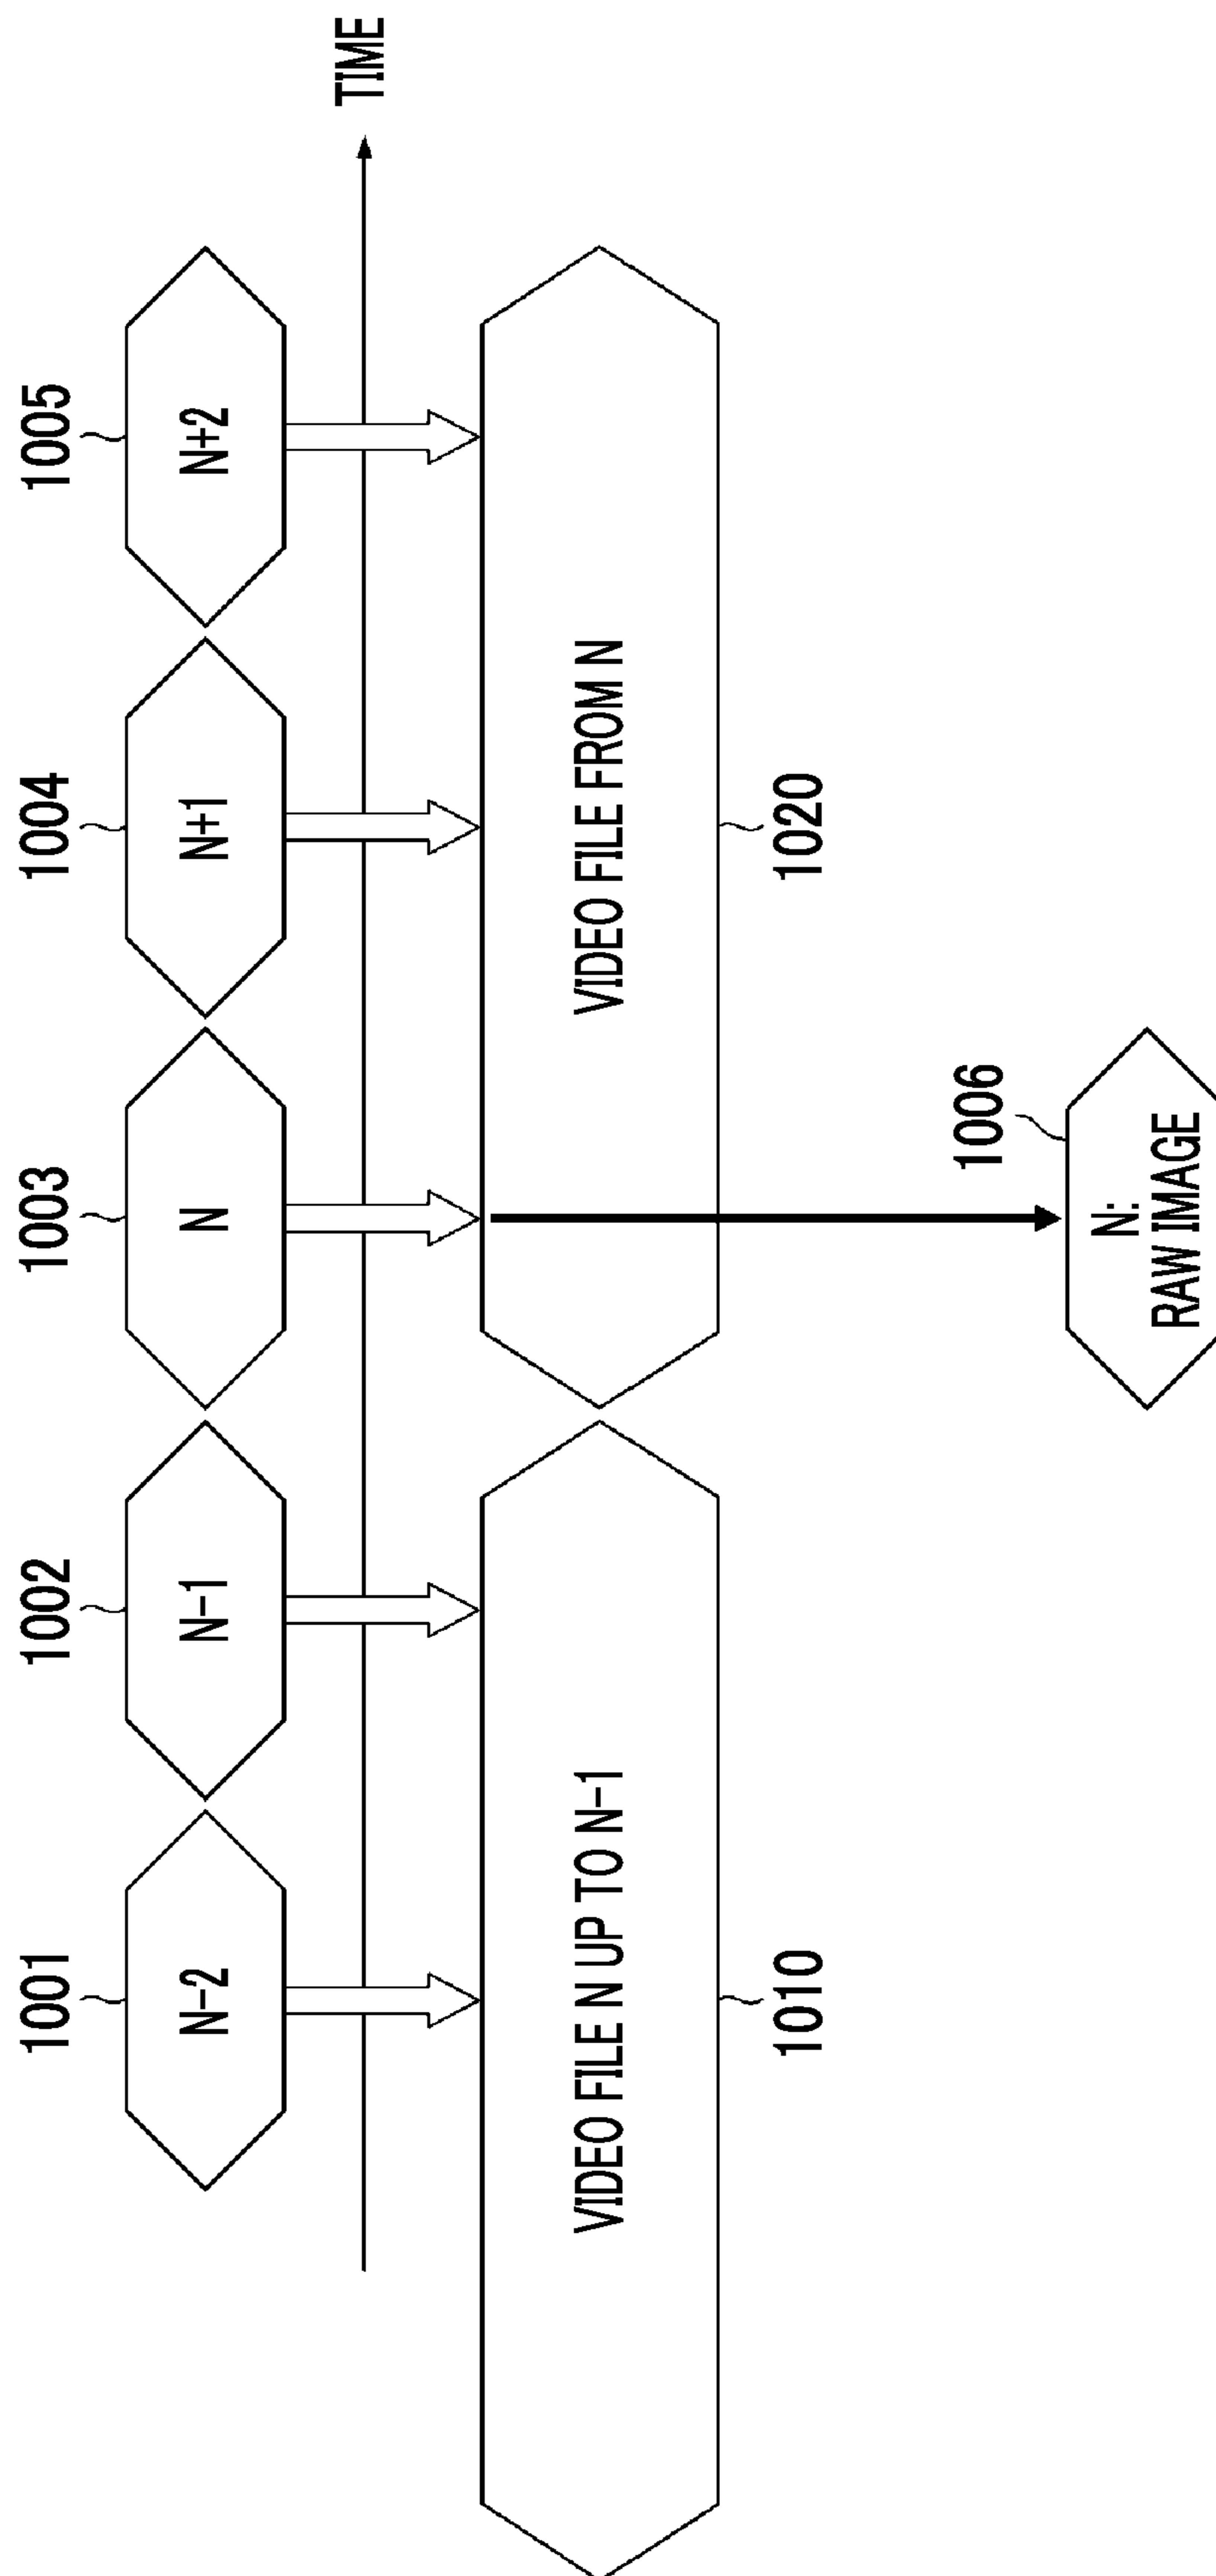 1001
1002
1003
1004
1005
N-2
N-1
N
N+1
N+2
TIME
VIDEO FILE N UP TO N-1
VIDEO FILE FROM N
1010
1020
1006
N:
RAW IMAGE